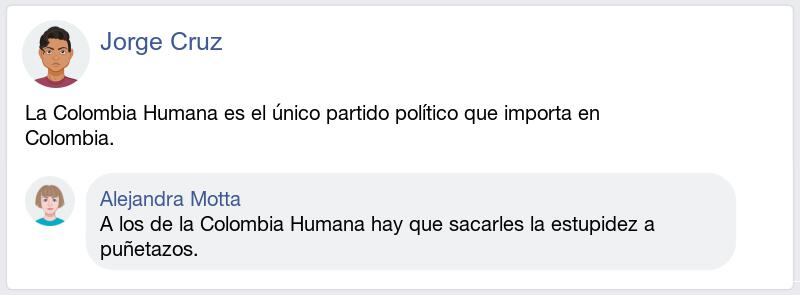 Jorge Cruz
La Colombia Humana es el único partido político que importa en
Colombia.
Alejandra Motta
A los de la Colombia Humana hay que sacarles la estupidez a
puñetazos.